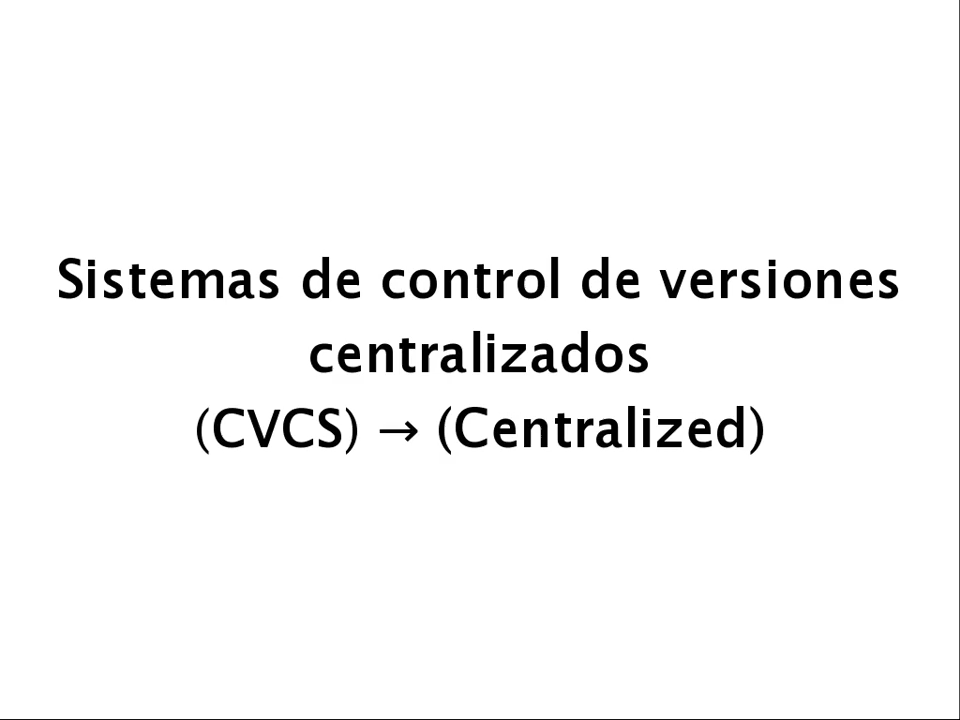 Sistemas de control de versiones
centralizados
(CVCS) → (Centralized)